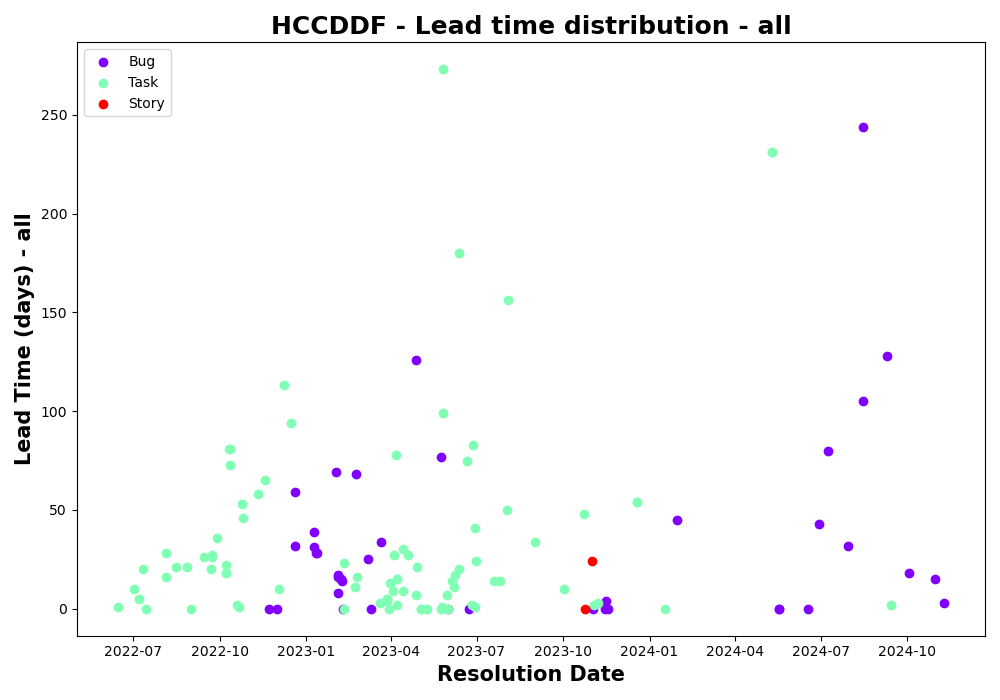 HCCDDF - Lead time distribution - all
Bug
Task
Story
Lead Time (days) - all
250
200
150
100
50
0
2022-07 2022-10 2023-01 2023-04 2023-07 2023-10 2024-01 2024-04 2024-07 2024-10
Resolution Date